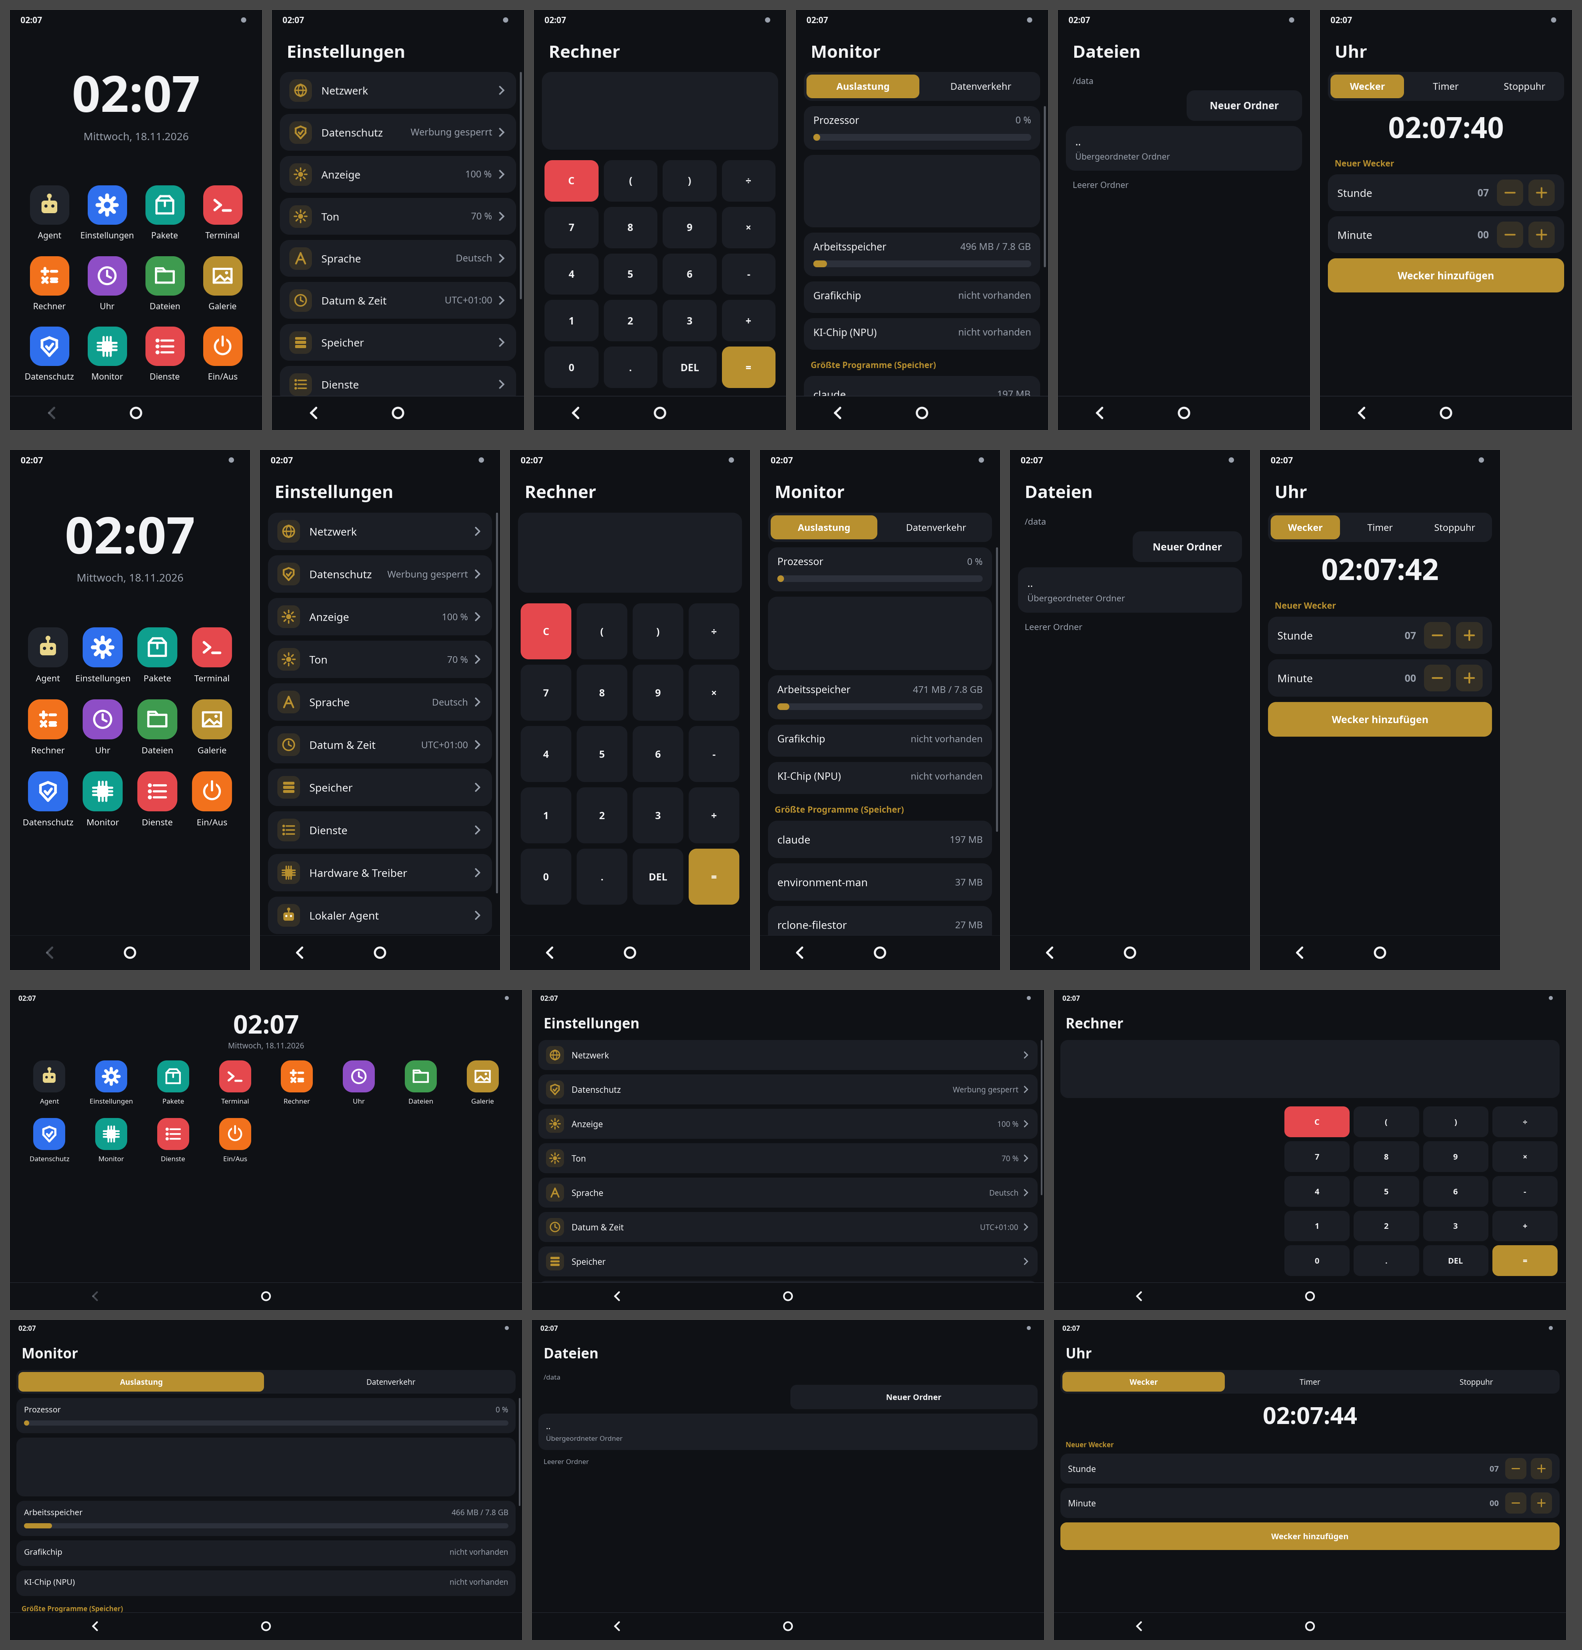 02:07
02:07
Mittwoch, 18.11.2026
Agent Einstellungen Pakete Terminal
Rechner Uhr Dateien Galerie
Datenschutz Monitor Dienste Ein/Aus
02:07
Einstellungen
Netzwerk
Datenschutz Werbung gesperrt
Anzeige 100 %
Ton 70 %
Sprache Deutsch
Datum & Zeit UTC+01:00
Speicher
Dienste
02:07
Rechner
C ( ) ÷
7 8 9 ×
4 5 6 -
1 2 3 +
0 . DEL =
02:07
Monitor
Auslastung Datenverkehr
Prozessor 0 %
Arbeitsspeicher 496 MB / 7.8 GB
Grafikchip nicht vorhanden
KI-Chip (NPU) nicht vorhanden
Größte Programme (Speicher)
claude 197 MB
02:07
Dateien
/data
Neuer Ordner
..
Übergeordneter Ordner
Leerer Ordner
02:07
Uhr
Wecker Timer Stoppuhr
02:07:40
Neuer Wecker
Stunde 07 − +
Minute 00 − +
Wecker hinzufügen
02:07
02:07
Mittwoch, 18.11.2026
Agent Einstellungen Pakete Terminal
Rechner Uhr Dateien Galerie
Datenschutz Monitor Dienste Ein/Aus
02:07
Einstellungen
Netzwerk
Datenschutz Werbung gesperrt
Anzeige 100 %
Ton 70 %
Sprache Deutsch
Datum & Zeit UTC+01:00
Speicher
Dienste
Hardware & Treiber
Lokaler Agent
02:07
Rechner
C ( ) ÷
7 8 9 ×
4 5 6 -
1 2 3 +
0 . DEL =
02:07
Monitor
Auslastung Datenverkehr
Prozessor 0 %
Arbeitsspeicher 471 MB / 7.8 GB
Grafikchip nicht vorhanden
KI-Chip (NPU) nicht vorhanden
Größte Programme (Speicher)
claude 197 MB
environment-man 37 MB
rclone-filestor 27 MB
02:07
Dateien
/data
Neuer Ordner
..
Übergeordneter Ordner
Leerer Ordner
02:07
Uhr
Wecker Timer Stoppuhr
02:07:42
Neuer Wecker
Stunde 07 − +
Minute 00 − +
Wecker hinzufügen
02:07
02:07
Mittwoch, 18.11.2026
Agent Einstellungen Pakete Terminal Rechner Uhr Dateien Galerie
Datenschutz Monitor Dienste Ein/Aus
02:07
Einstellungen
Netzwerk
Datenschutz Werbung gesperrt
Anzeige 100 %
Ton 70 %
Sprache Deutsch
Datum & Zeit UTC+01:00
Speicher
02:07
Rechner
C ( ) ÷
7 8 9 ×
4 5 6 -
1 2 3 +
0 . DEL =
02:07
Monitor
Auslastung Datenverkehr
Prozessor 0 %
Arbeitsspeicher 466 MB / 7.8 GB
Grafikchip nicht vorhanden
KI-Chip (NPU) nicht vorhanden
Größte Programme (Speicher)
02:07
Dateien
/data
Neuer Ordner
..
Übergeordneter Ordner
Leerer Ordner
02:07
Uhr
Wecker Timer Stoppuhr
02:07:44
Neuer Wecker
Stunde 07 − +
Minute 00 − +
Wecker hinzufügen